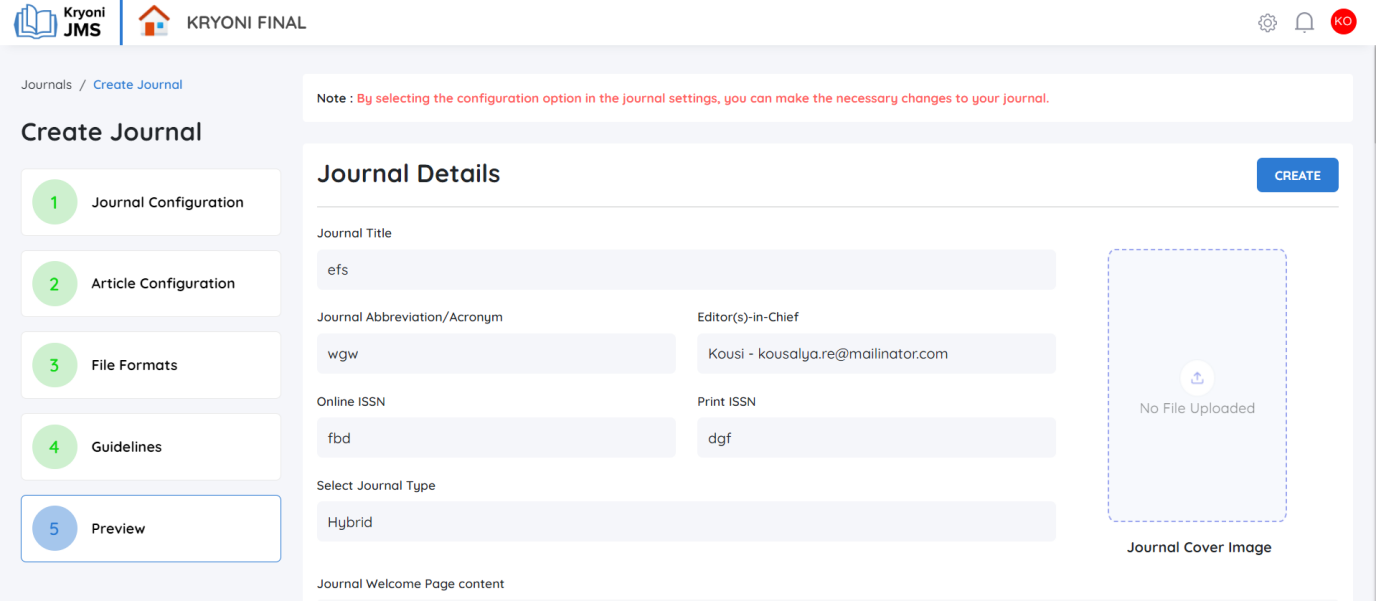 Kryoni
JMS
KRYONI FINAL
KO
Journals / Create Journal
Create Journal
1 Journal Configuration
2 Article Configuration
3 File Formats
4 Guidelines
5 Preview
Note : By selecting the configuration option in the journal settings, you can make the necessary changes to your journal.
Journal Details
CREATE
Journal Title
efs
Journal Abbreviation/Acronym
Editor(s)-in-Chief
wgw
Kousi - kousalya.re@mailinator.com
Online ISSN
Print ISSN
fbd
dgf
Select Journal Type
Hybrid
No File Uploaded
Journal Cover Image
Journal Welcome Page content